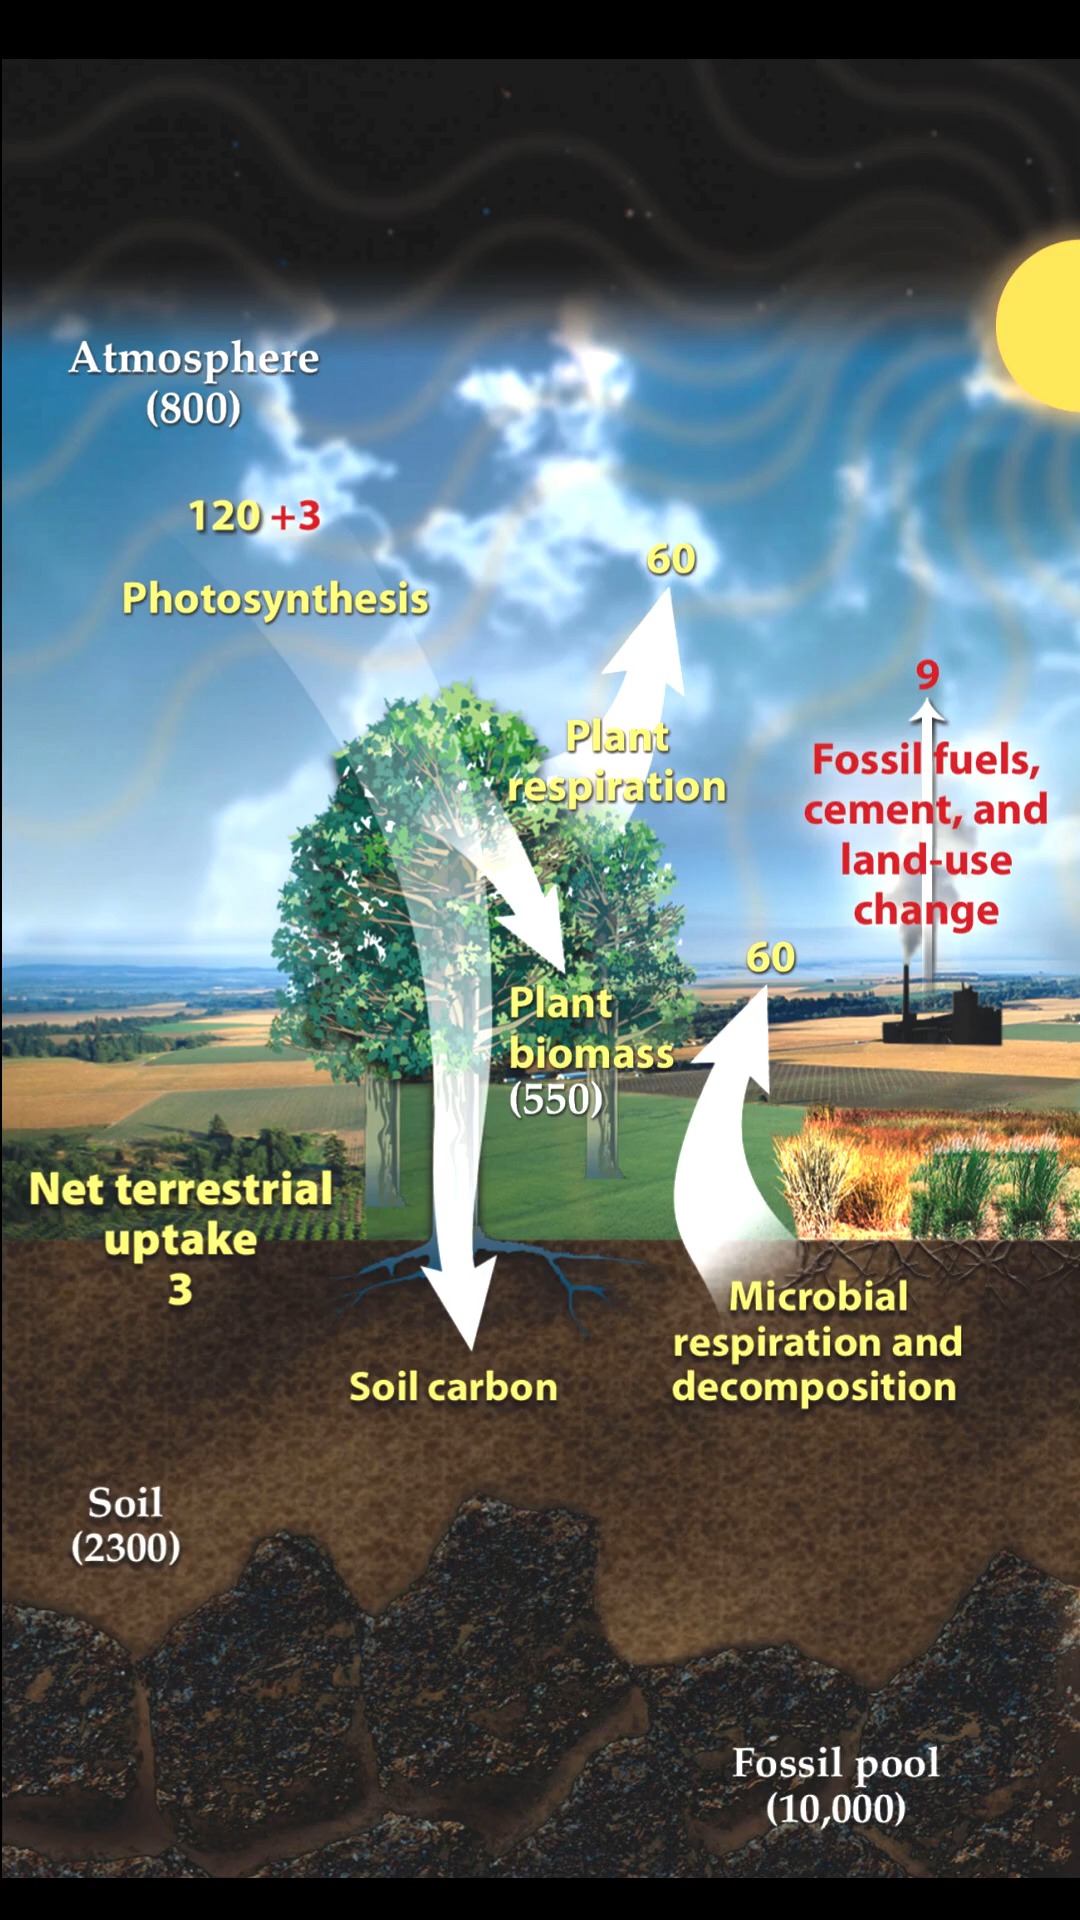 Atmosphere
(800)
120 +3
Photosynthesis
60
Plant
respiration
9
Fossil fuels,
cement, and
land-use
change
60
Plant
biomass
(550)
Net terrestrial
uptake
3
Microbial
respiration and
decomposition
Soil carbon
Soil
(2300)
Fossil pool
(10,000)